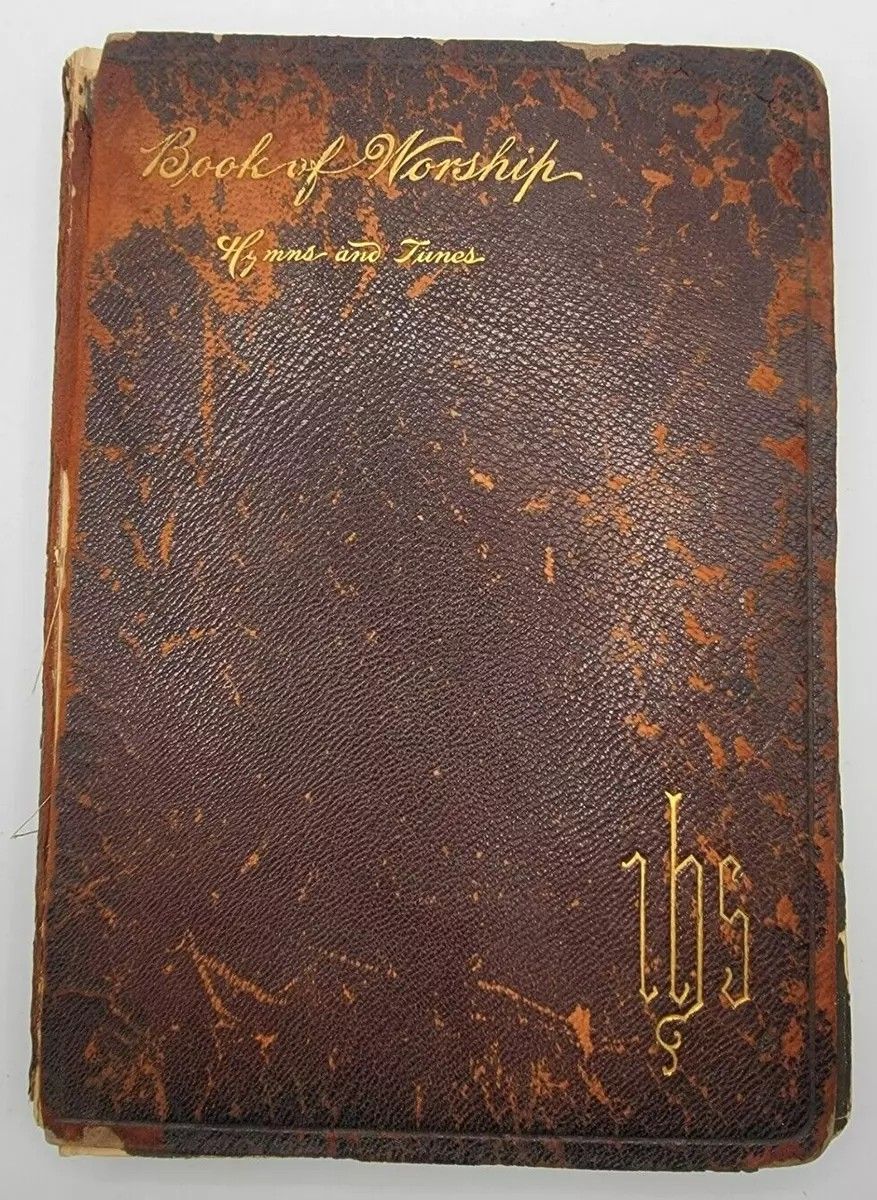 Book of Worship
Hymns and Tunes
ihs